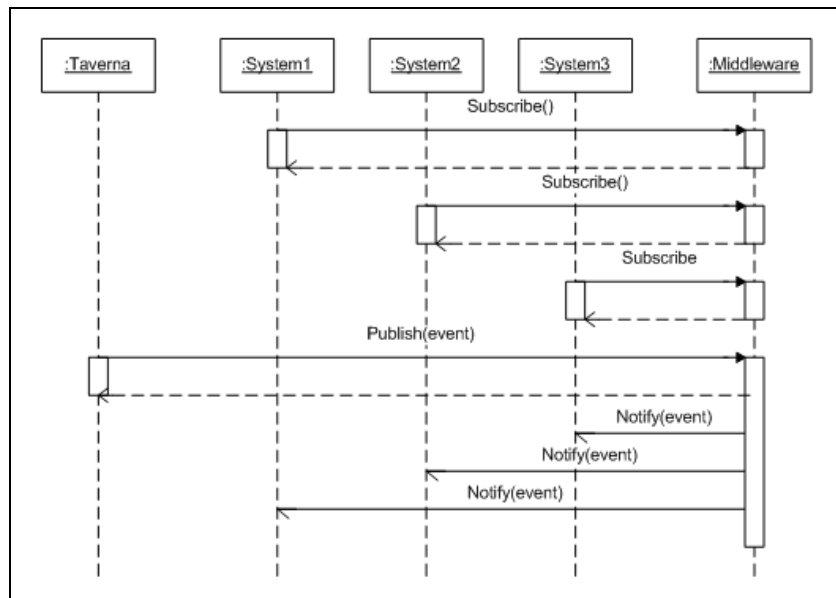 :Taverna
:System1
:System2
:System3
:Middleware
Subscribe()
Subscribe()
Subscribe
Publish(event)
Notify(event)
Notify(event)
Notify(event)